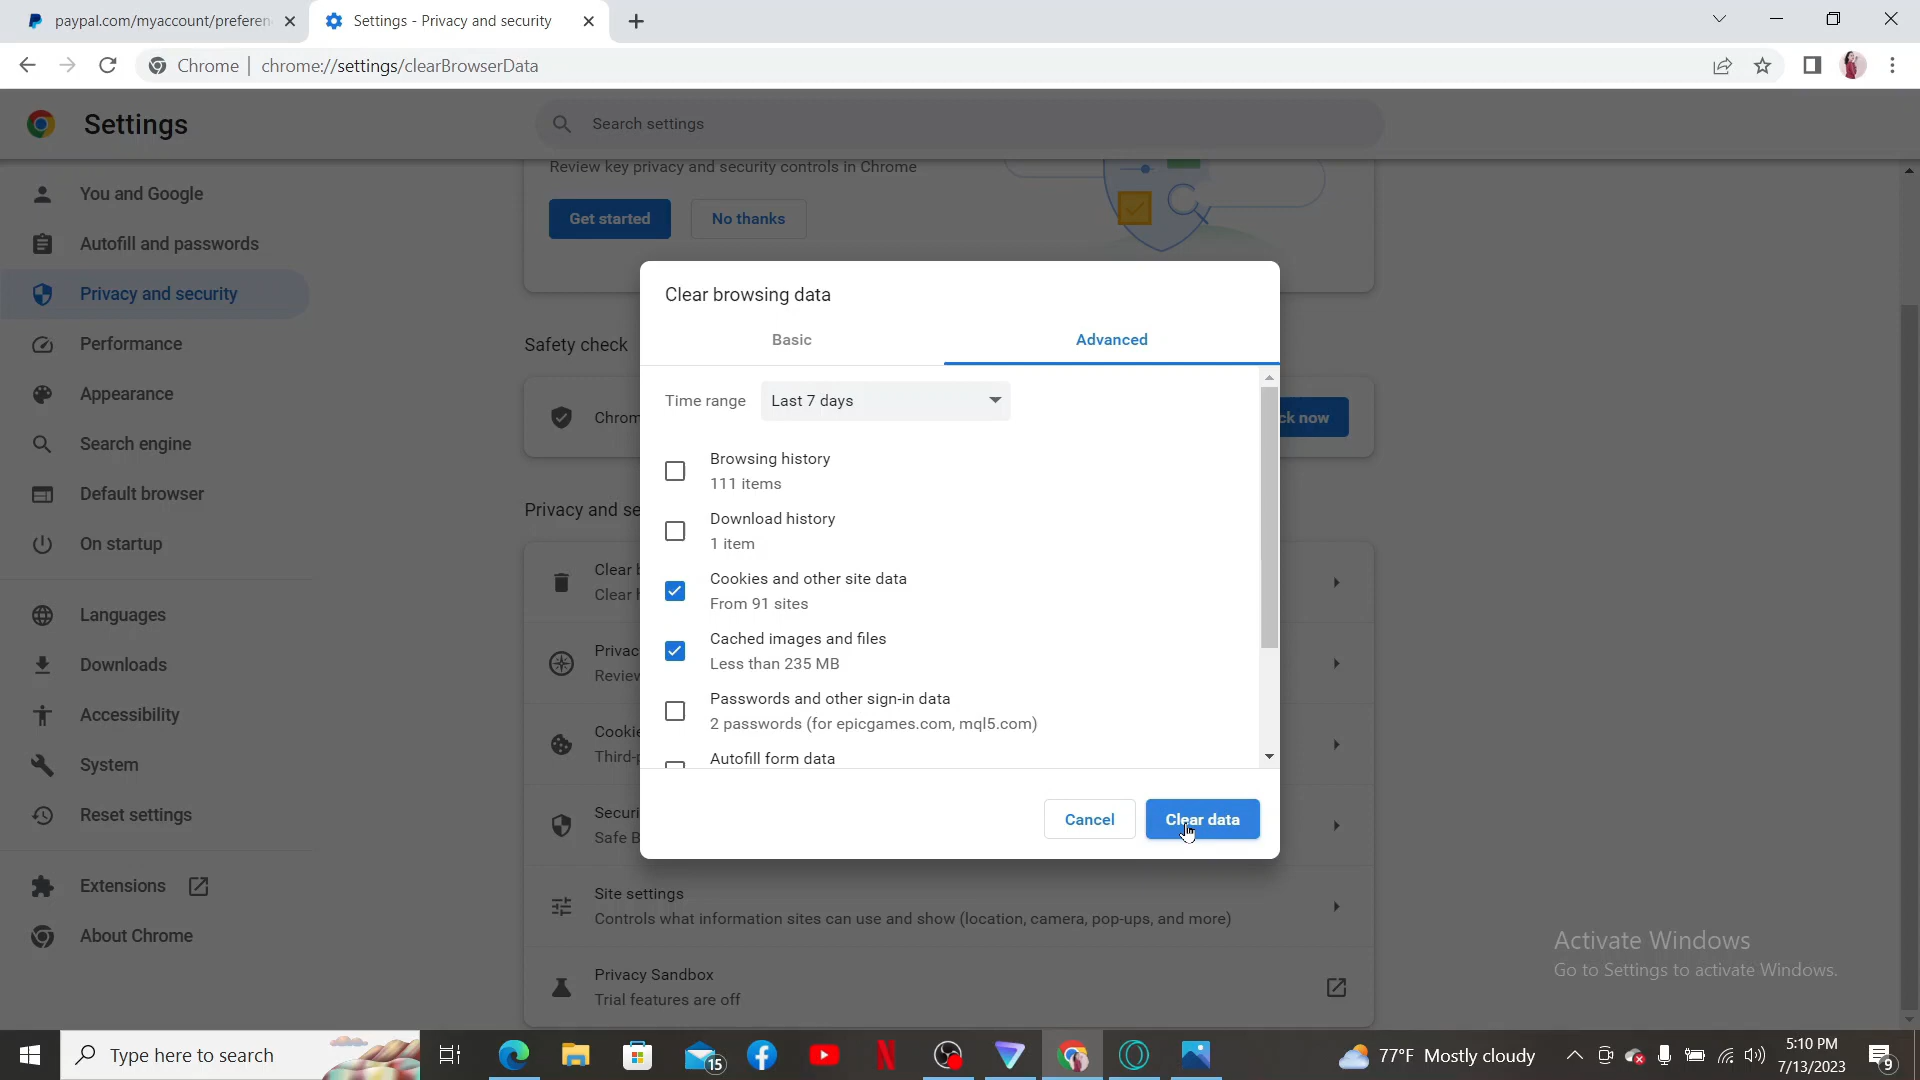 paypal.com/myaccount/preferen
Settings - Privacy and security
Chrome | chrome://settings/clearBrowserData
Settings
Search settings
You and Google
Autofill and passwords
Privacy and security
Performance
Appearance
Search engine
Default browser
On startup
Languages
Downloads
Accessibility
System
Reset settings
Extensions
About Chrome
Review key privacy and security controls in Chrome
Get started
No thanks
Safety check
Chrom
ck now
Privacy and se
Clear b
Clear h
Privac
Review
Cookie
Third-p
Securi
Safe B
Site settings
Controls what information sites can use and show (location, camera, pop-ups, and more)
Privacy Sandbox
Trial features are off
Clear browsing data
Basic
Advanced
Time range
Last 7 days
Browsing history
111 items
Download history
1 item
Cookies and other site data
From 91 sites
Cached images and files
Less than 235 MB
Passwords and other sign-in data
2 passwords (for epicgames.com, mql5.com)
Autofill form data
Cancel
Clear data
Activate Windows
Go to Settings to activate Windows.
Type here to search
15
77°F Mostly cloudy
5:10 PM
7/13/2023
9